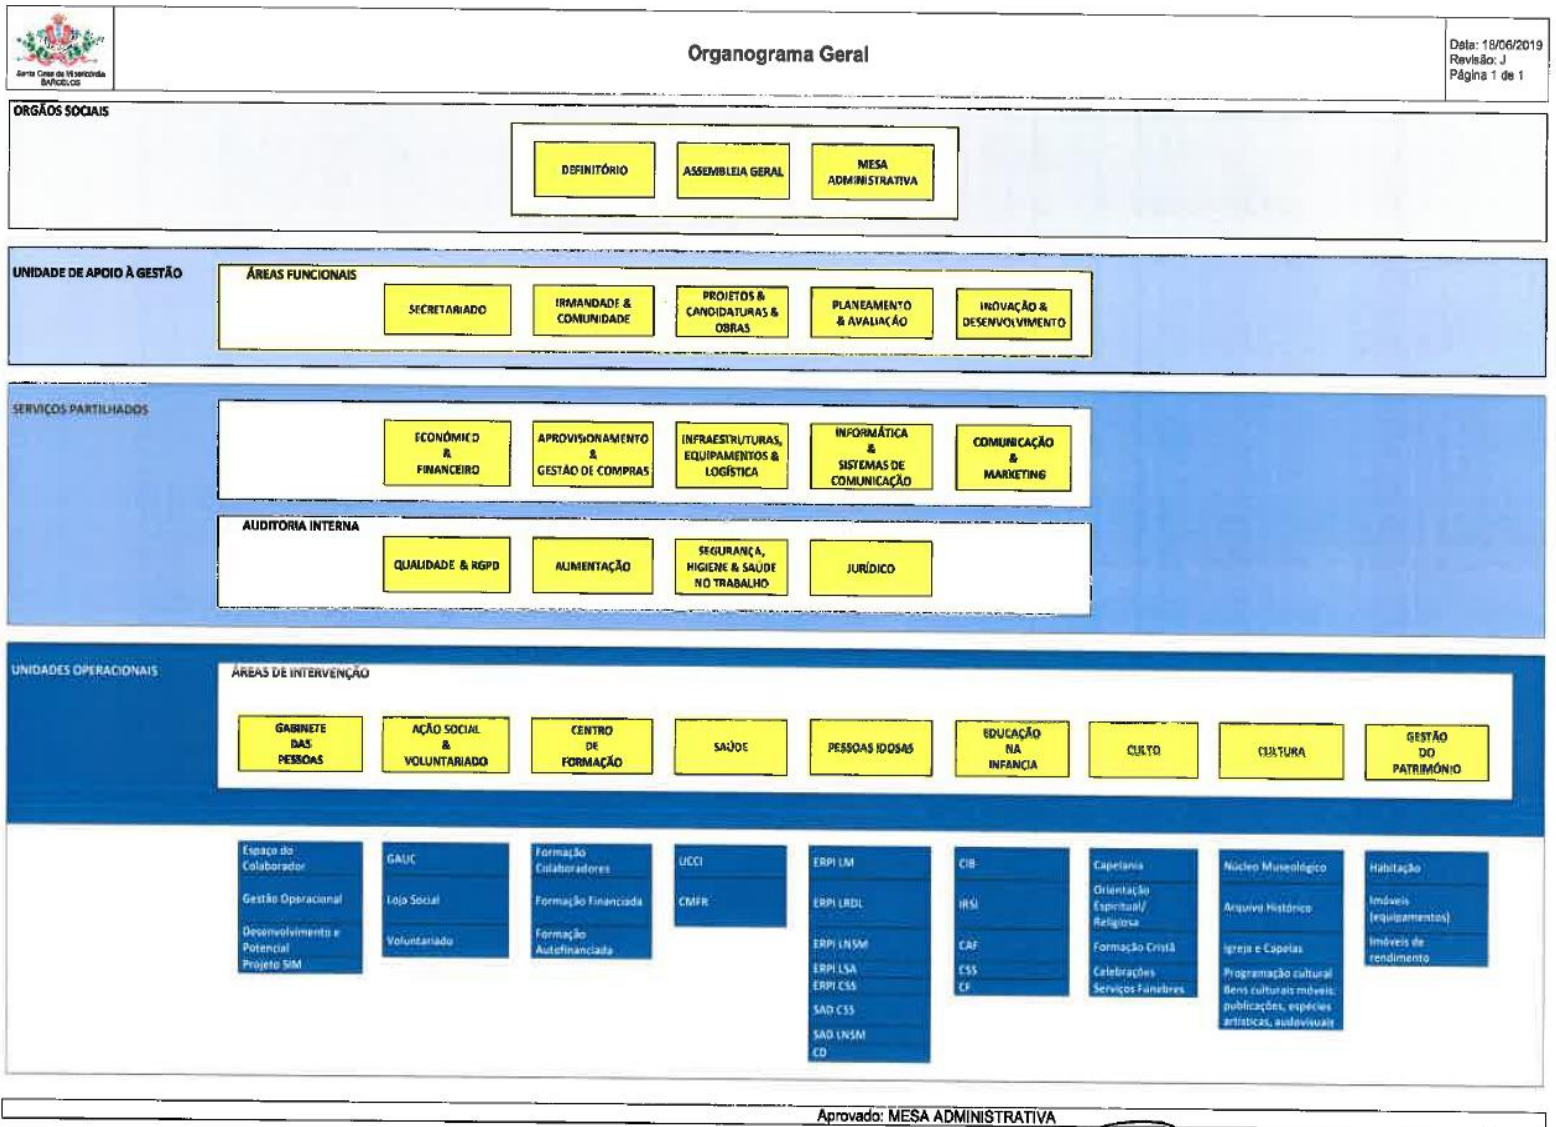 Santa Casa da Misericórdia
BARCELOS
Organograma Geral
Data: 18/06/2019
Revisão: J
Página 1 de 1
ORGÃOS SOCIAIS
DEFINITÓRIO
ASSEMBLEIA GERAL
MESA
ADMINISTRATIVA
UNIDADE DE APOIO À GESTÃO
ÁREAS FUNCIONAIS
SECRETARIADO
IRMANDADE &
COMUNIDADE
PROJETOS &
CANDIDATURAS &
OBRAS
PLANEAMENTO
& AVALIAÇÃO
INOVAÇÃO &
DESENVOLVIMENTO
SERVIÇOS PARTILHADOS
ECONÓMICO
&
FINANCEIRO
APROVISIONAMENTO
&
GESTÃO DE COMPRAS
INFRAESTRUTURAS,
EQUIPAMENTOS &
LOGÍSTICA
INFORMÁTICA
&
SISTEMAS DE
COMUNICAÇÃO
COMUNICAÇÃO
&
MARKETING
AUDITORIA INTERNA
QUALIDADE & RGPD
ALIMENTAÇÃO
SEGURANÇA,
HIGIENE & SAÚDE
NO TRABALHO
JURÍDICO
UNIDADES OPERACIONAIS
ÁREAS DE INTERVENÇÃO
GABINETE
DAS
PESSOAS
AÇÃO SOCIAL
&
VOLUNTARIADO
CENTRO
DE
FORMAÇÃO
SAÚDE
PESSOAS IDOSAS
EDUCAÇÃO
NA
INFANCIA
CULTO
CULTURA
GESTÃO
DO
PATRIMÓNIO
Espaço do
Colaborador
Gestão Operacional
Desenvolvimento e
Potencial
Projeto SIM
GAUC
Loja Social
Voluntariado
Formação
Colaboradores
Formação Financiada
Formação
Autofinanciada
UCCI
CMFR
ERPI LM
ERPI LRDL
ERPI LNSM
ERPI LSA
ERPI CSS
SAD CSS
SAD LNSM
CD
CIB
IRSI
CAF
CSS
CF
Capelania
Orientação
Espiritual/
Religiosa
Formação Cristã
Celebrações
Serviços Fúnebres
Núcleo Museológico
Arquivo Histórico
Igreja e Capelas
Programação cultural
Bens culturais móveis:
publicações, espécies
artísticas, audiovisuais
Habitação
Imóveis
(equipamentos)
Imóveis de
rendimento
Aprovado: MESA ADMINISTRATIVA